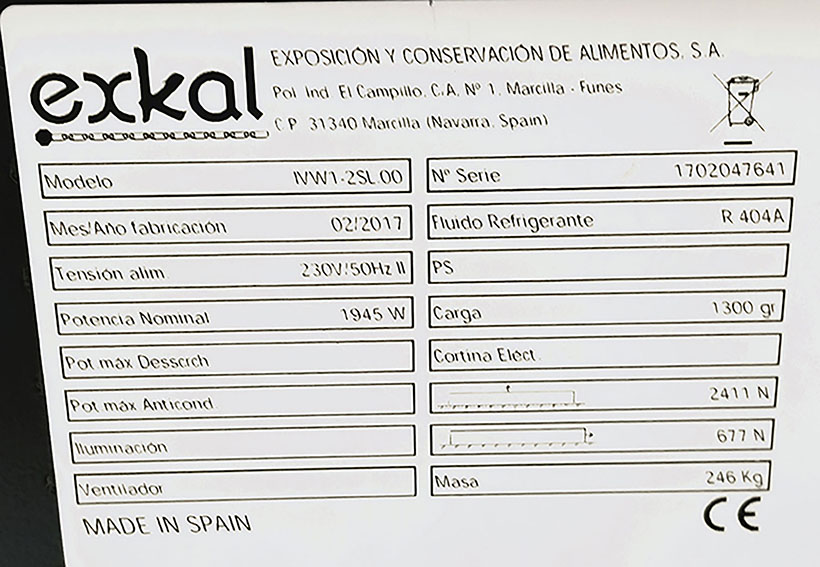 exkal
EXPOSICIÓN Y CONSERVACIÓN DE ALIMENTOS, S.A.
Pol. Ind. El Campillo, C.A, Nº 1, Marcilla - Funes
C.P. 31340 Marcilla (Navarra, Spain)
Modelo IVW1-2SL.00
Nº Serie 1702047641
Mes/Año fabricación 02/2017
Fluido Refrigerante R 404A
Tensión alim. 230V/50Hz II
PS
Potencia Nominal 1945 W
Carga 1300 gr
Pot máx Desscrch
Cortina Eléct.
Pot máx Anticond.
2411 N
Iluminación
677 N
Ventilador
Masa 246 Kg
MADE IN SPAIN
CE